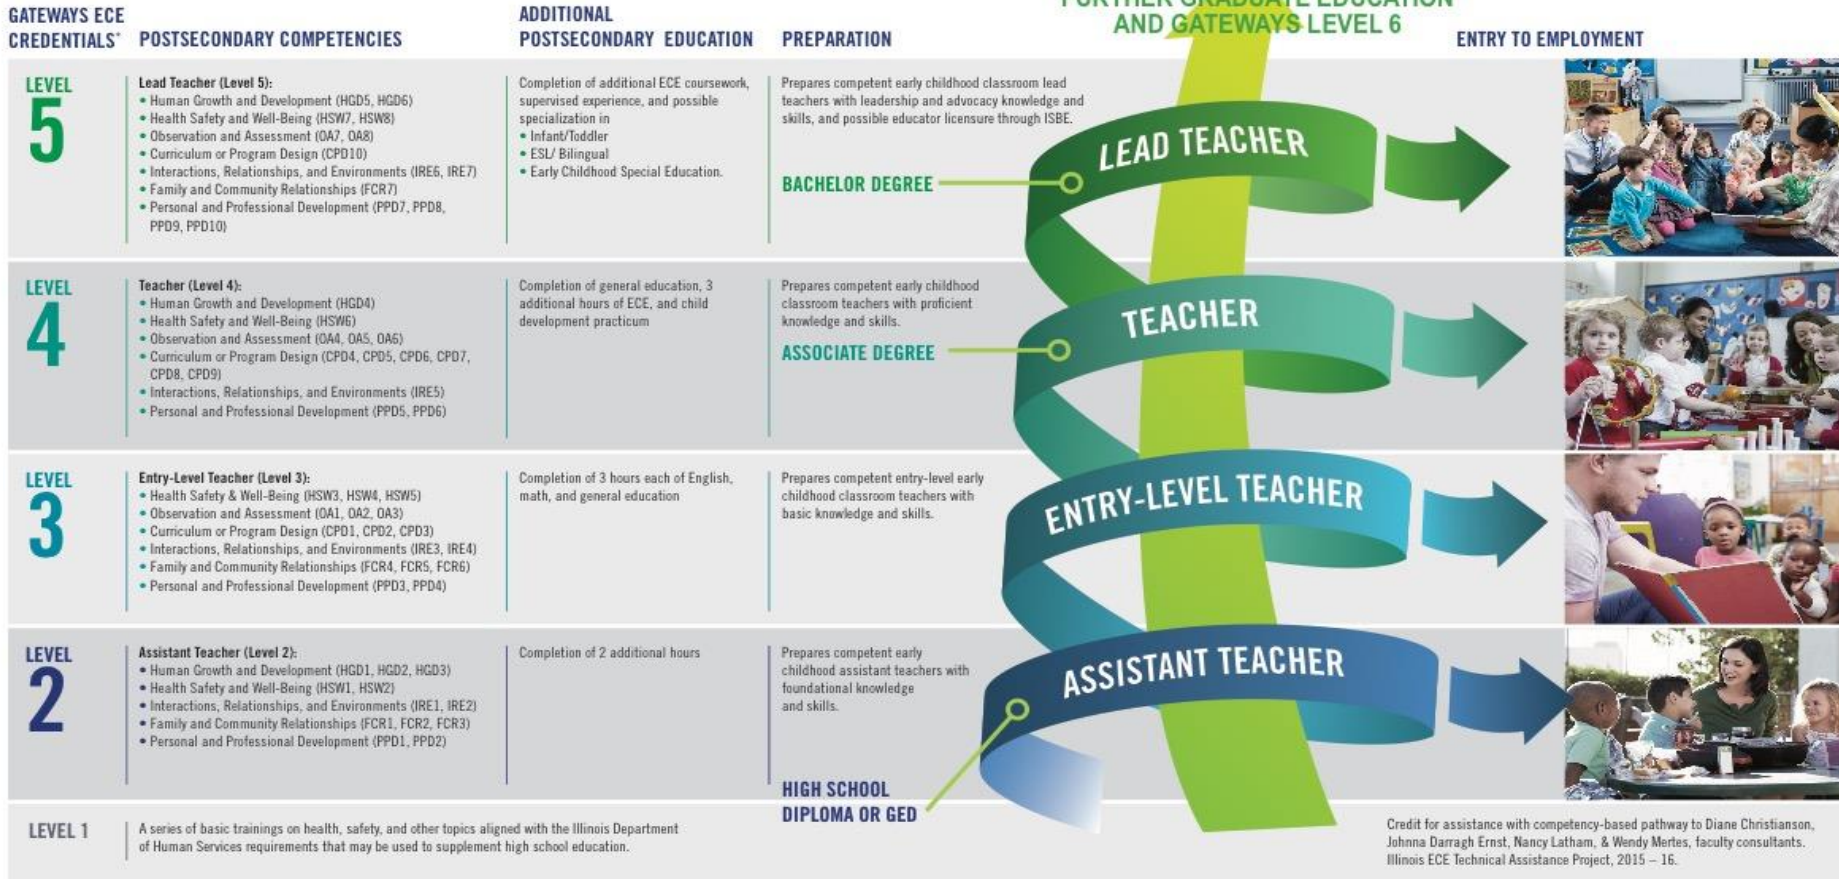 GATEWAYS ECE
CREDENTIALS*
POSTSECONDARY COMPETENCIES
ADDITIONAL
POSTSECONDARY EDUCATION
PREPARATION
FURTHER GRADUATE EDUCATION
AND GATEWAYS LEVEL 6
ENTRY TO EMPLOYMENT
LEVEL
5
Lead Teacher (Level 5):
• Human Growth and Development (HGD5, HGD6)
• Health Safety and Well-Being (HSW7, HSW8)
• Observation and Assessment (OA7, OA8)
• Curriculum or Program Design (CPD10)
• Interactions, Relationships, and Environments (IRE6, IRE7)
• Family and Community Relationships (FCR7)
• Personal and Professional Development (PPD7, PPD8,
PPD9, PPD10)
Completion of additional ECE coursework,
supervised experience, and possible
specialization in
• Infant/Toddler
• ESL/ Bilingual
• Early Childhood Special Education.
Prepares competent early childhood classroom lead
teachers with leadership and advocacy knowledge and
skills, and possible educator licensure through ISBE.
BACHELOR DEGREE
LEAD TEACHER
LEVEL
4
Teacher (Level 4):
• Human Growth and Development (HGD4)
• Health Safety and Well-Being (HSW6)
• Observation and Assessment (OA4, OA5, OA6)
• Curriculum or Program Design (CPD4, CPD5, CPD6, CPD7,
CPD8, CPD9)
• Interactions, Relationships, and Environments (IRE5)
• Personal and Professional Development (PPD5, PPD6)
Completion of general education, 3
additional hours of ECE, and child
development practicum
Prepares competent early childhood
classroom teachers with proficient
knowledge and skills.
ASSOCIATE DEGREE
TEACHER
LEVEL
3
Entry-Level Teacher (Level 3):
• Health Safety & Well-Being (HSW3, HSW4, HSW5)
• Observation and Assessment (OA1, OA2, OA3)
• Curriculum or Program Design (CPD1, CPD2, CPD3)
• Interactions, Relationships, and Environments (IRE3, IRE4)
• Family and Community Relationships (FCR4, FCR5, FCR6)
• Personal and Professional Development (PPD3, PPD4)
Completion of 3 hours each of English,
math, and general education
Prepares competent entry-level early
childhood classroom teachers with
basic knowledge and skills.
ENTRY-LEVEL TEACHER
LEVEL
2
Assistant Teacher (Level 2):
• Human Growth and Development (HGD1, HGD2, HGD3)
• Health Safety and Well-Being (HSW1, HSW2)
• Interactions, Relationships, and Environments (IRE1, IRE2)
• Family and Community Relationships (FCR1, FCR2, FCR3)
• Personal and Professional Development (PPD1, PPD2)
Completion of 2 additional hours
Prepares competent early
childhood assistant teachers with
foundational knowledge
and skills.
HIGH SCHOOL
DIPLOMA OR GED
ASSISTANT TEACHER
LEVEL 1
A series of basic trainings on health, safety, and other topics aligned with the Illinois Department
of Human Services requirements that may be used to supplement high school education.
Credit for assistance with competency-based pathway to Diane Christianson,
Johnna Darragh Ernst, Nancy Latham, & Wendy Mertes, faculty consultants.
Illinois ECE Technical Assistance Project, 2015 – 16.